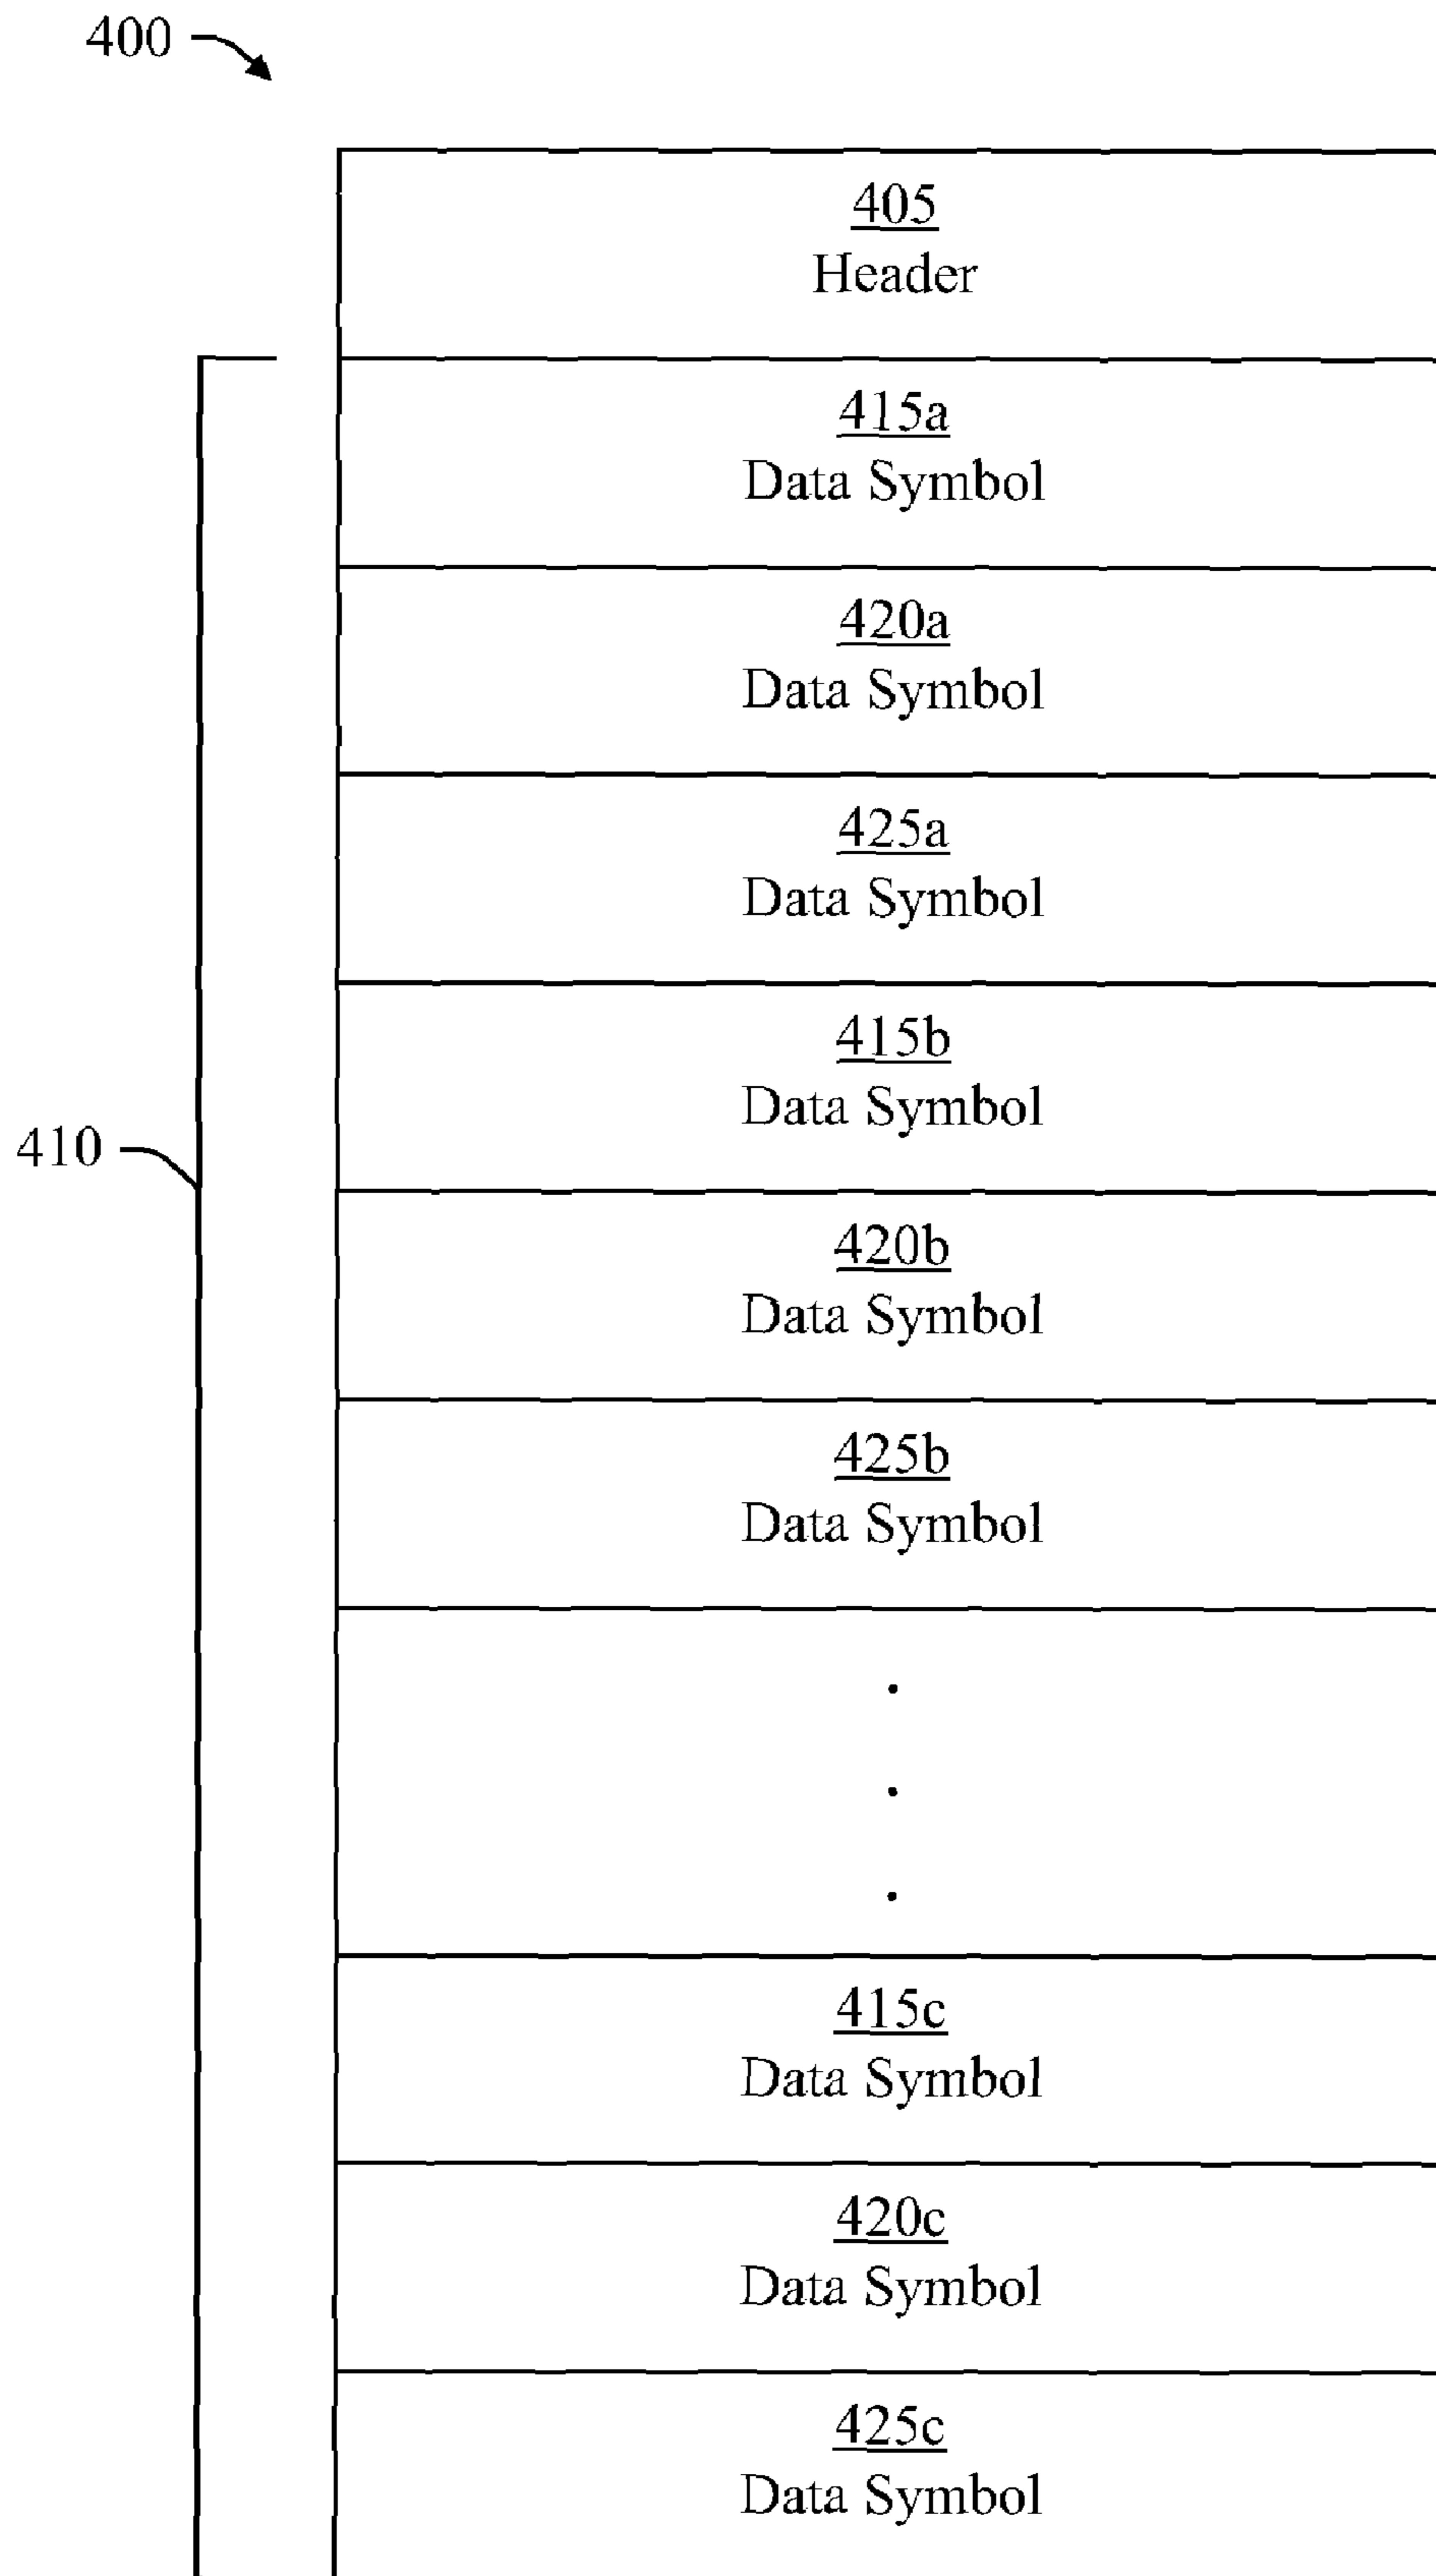 400
405
Header
415a
Data Symbol
420a
Data Symbol
425a
Data Symbol
415b
Data Symbol
410
420b
Data Symbol
425b
Data Symbol
.
.
.
415c
Data Symbol
420c
Data Symbol
425c
Data Symbol